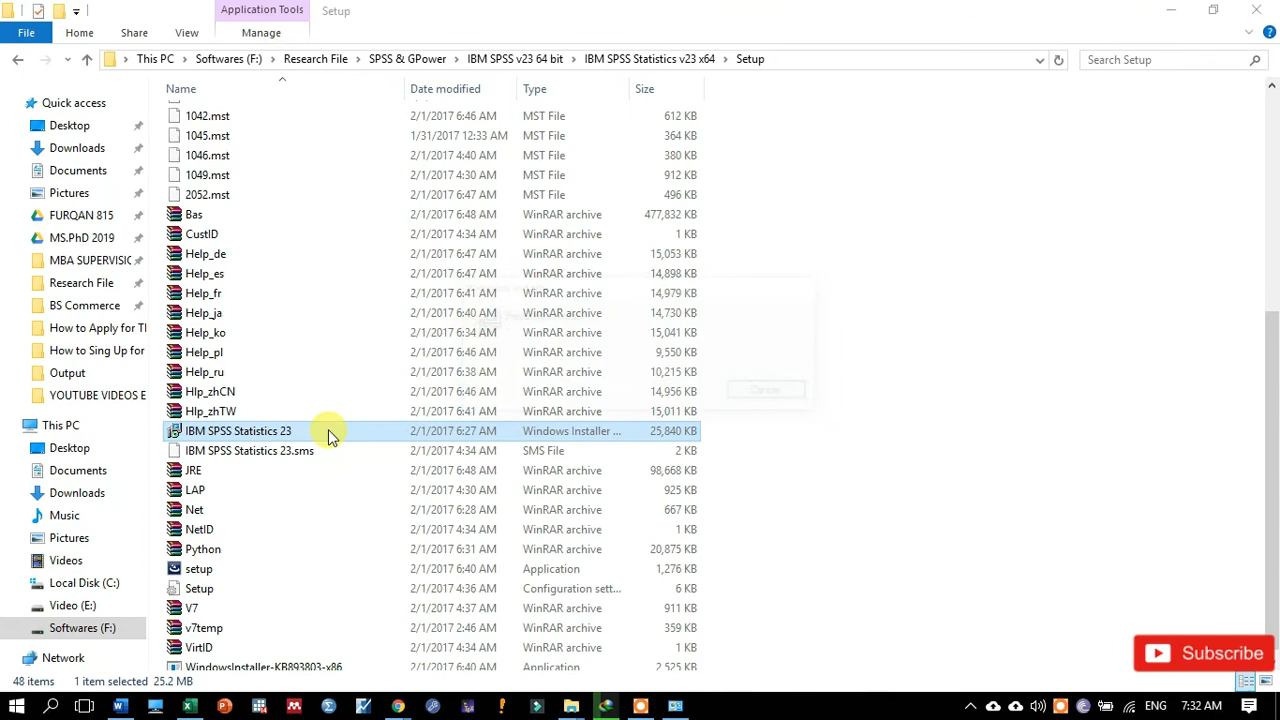 Application Tools Setup
File Home Share View Manage
This PC Softwares (F:) Research File SPSS & GPower IBM SPSS v23 64 bit IBM SPSS Statistics v23 x64 Setup Search Setup
Name Date modified Type Size
Quick access
Desktop
Downloads
Documents
Pictures
FURQAN 815
MS.PhD 2019
MBA SUPERVISIC
Research File
BS Commerce
How to Apply for Tl
How to Sing Up for
Output
YOUTUBE VIDEOS E
This PC
Desktop
Documents
Downloads
Music
Pictures
Videos
Local Disk (C:)
Video (E:)
Softwares (F:)
Network
1042.mst 2/1/2017 6:46 AM MST File 612 KB
1045.mst 1/31/2017 12:33 AM MST File 364 KB
1046.mst 2/1/2017 4:40 AM MST File 380 KB
1049.mst 2/1/2017 4:30 AM MST File 912 KB
2052.mst 2/1/2017 6:47 AM MST File 496 KB
Bas 2/1/2017 6:48 AM WinRAR archive 477,832 KB
CustID 2/1/2017 4:34 AM WinRAR archive 1 KB
Help_de 2/1/2017 6:47 AM WinRAR archive 15,053 KB
Help_es 2/1/2017 6:47 AM WinRAR archive 14,898 KB
Help_fr 2/1/2017 6:41 AM WinRAR archive 14,979 KB
Help_ja 2/1/2017 6:40 AM WinRAR archive 14,730 KB
Help_ko 2/1/2017 6:34 AM WinRAR archive 15,041 KB
Help_pl 2/1/2017 6:46 AM WinRAR archive 9,550 KB
Help_ru 2/1/2017 6:38 AM WinRAR archive 10,215 KB
Hlp_zhCN 2/1/2017 6:46 AM WinRAR archive 14,956 KB
Hlp_zhTW 2/1/2017 6:41 AM WinRAR archive 15,011 KB
IBM SPSS Statistics 23 2/1/2017 6:27 AM Windows Installer ... 25,840 KB
IBM SPSS Statistics 23.sms 2/1/2017 4:34 AM SMS File 2 KB
JRE 2/1/2017 6:48 AM WinRAR archive 98,668 KB
LAP 2/1/2017 4:30 AM WinRAR archive 925 KB
Net 2/1/2017 6:28 AM WinRAR archive 667 KB
NetID 2/1/2017 4:34 AM WinRAR archive 1 KB
Python 2/1/2017 6:31 AM WinRAR archive 20,875 KB
setup 2/1/2017 6:40 AM Application 1,276 KB
Setup 2/1/2017 4:36 AM Configuration sett... 6 KB
V7 2/1/2017 4:37 AM WinRAR archive 911 KB
v7temp 2/1/2017 2:46 AM WinRAR archive 359 KB
VirtID 2/1/2017 4:34 AM WinRAR archive 1 KB
WindowsInstaller-KB893803-x86 2/1/2017 6:40 AM Application 2,525 KB
Cancel
Subscribe
48 items 1 item selected 25.2 MB
ENG 7:32 AM